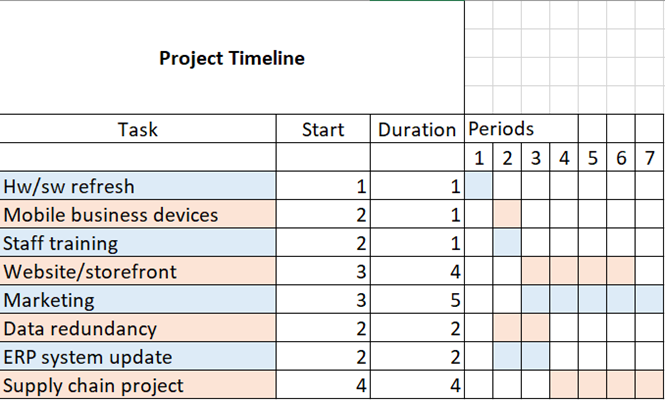 Project Timeline
Task Start Duration Periods
1 2 3 4 5 6 7
Hw/sw refresh 1 1
Mobile business devices 2 1
Staff training 2 1
Website/storefront 3 4
Marketing 3 5
Data redundancy 2 2
ERP system update 2 2
Supply chain project 4 4